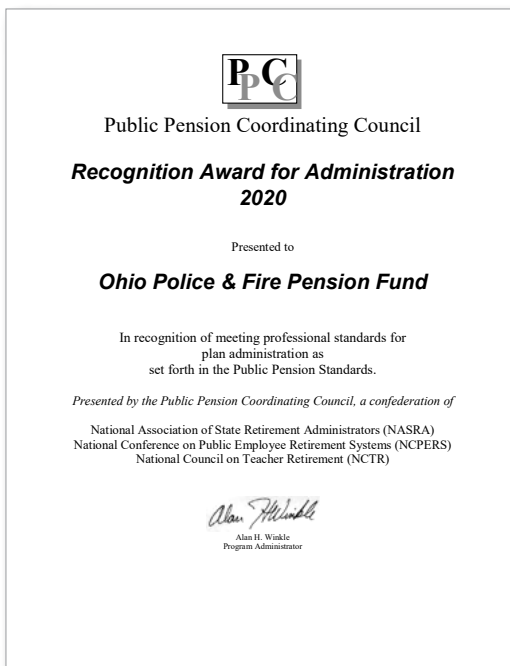 PPCC
Public Pension Coordinating Council
Recognition Award for Administration
2020
Presented to
Ohio Police & Fire Pension Fund
In recognition of meeting professional standards for
plan administration as
set forth in the Public Pension Standards.
Presented by the Public Pension Coordinating Council, a confederation of
National Association of State Retirement Administrators (NASRA)
National Conference on Public Employee Retirement Systems (NCPERS)
National Council on Teacher Retirement (NCTR)
Alan H Winkle
Alan H. Winkle
Program Administrator